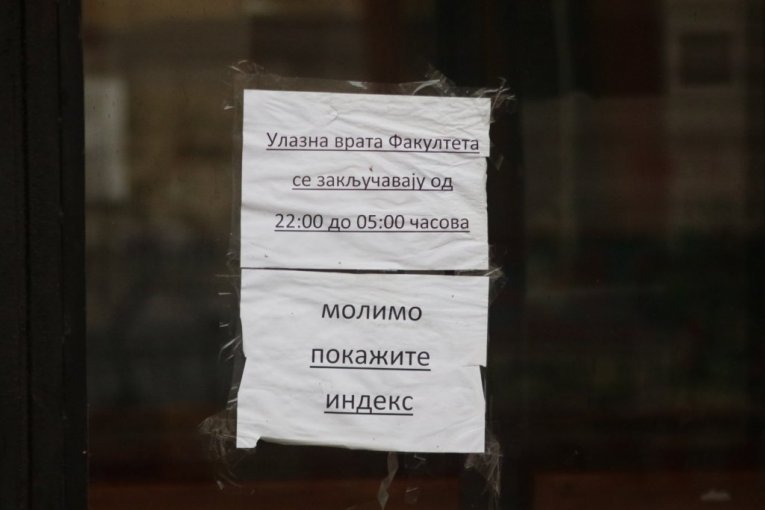 Улазна врата Факултета
се закључавају од
22:00 до 05:00 часова
молимо
покажите
индекс